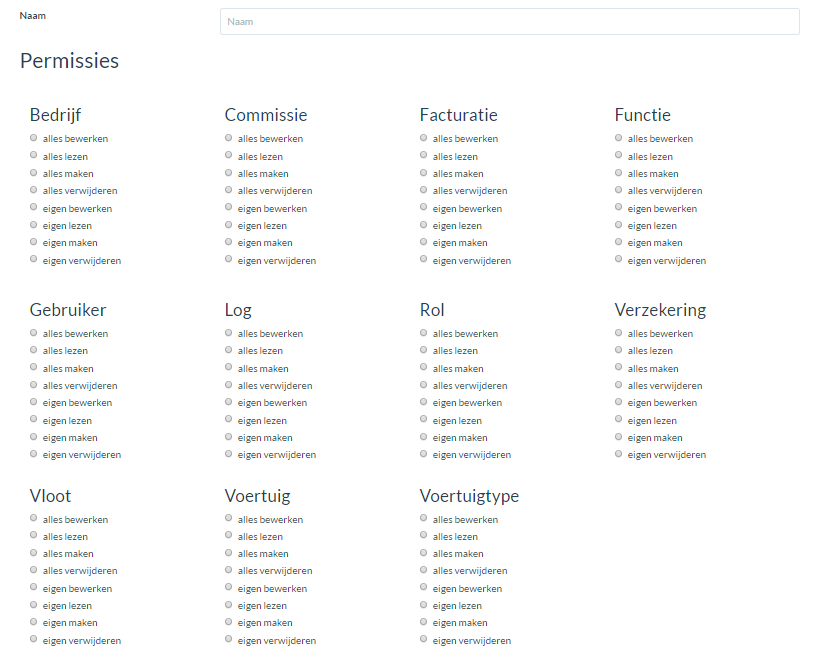 Naam
Naam
Permissies
Bedrijf
alles bewerken
alles lezen
alles maken
alles verwijderen
eigen bewerken
eigen lezen
eigen maken
eigen verwijderen
Commissie
alles bewerken
alles lezen
alles maken
alles verwijderen
eigen bewerken
eigen lezen
eigen maken
eigen verwijderen
Facturatie
alles bewerken
alles lezen
alles maken
alles verwijderen
eigen bewerken
eigen lezen
eigen maken
eigen verwijderen
Functie
alles bewerken
alles lezen
alles maken
alles verwijderen
eigen bewerken
eigen lezen
eigen maken
eigen verwijderen
Gebruiker
alles bewerken
alles lezen
alles maken
alles verwijderen
eigen bewerken
eigen lezen
eigen maken
eigen verwijderen
Log
alles bewerken
alles lezen
alles maken
alles verwijderen
eigen bewerken
eigen lezen
eigen maken
eigen verwijderen
Rol
alles bewerken
alles lezen
alles maken
alles verwijderen
eigen bewerken
eigen lezen
eigen maken
eigen verwijderen
Verzekering
alles bewerken
alles lezen
alles maken
alles verwijderen
eigen bewerken
eigen lezen
eigen maken
eigen verwijderen
Vloot
alles bewerken
alles lezen
alles maken
alles verwijderen
eigen bewerken
eigen lezen
eigen maken
eigen verwijderen
Voertuig
alles bewerken
alles lezen
alles maken
alles verwijderen
eigen bewerken
eigen lezen
eigen maken
eigen verwijderen
Voertuigtype
alles bewerken
alles lezen
alles maken
alles verwijderen
eigen bewerken
eigen lezen
eigen maken
eigen verwijderen